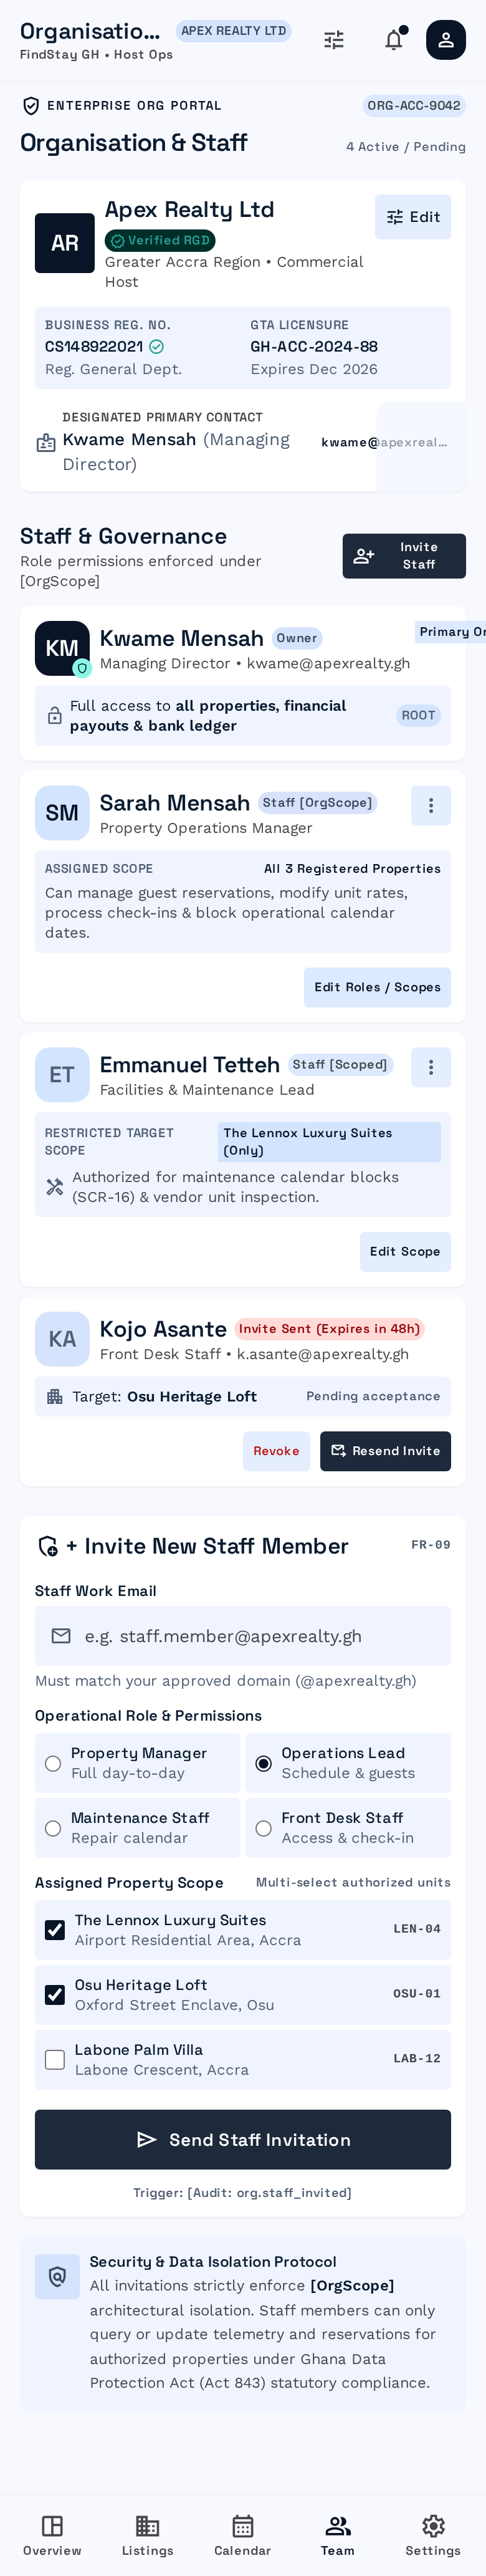 Organisatio... APEX REALTY LTD
FindStay GH • Host Ops
ENTERPRISE ORG PORTAL ORG-ACC-9042
Organisation & Staff 4 Active / Pending
AR
Apex Realty Ltd
Verified RGD
Greater Accra Region • Commercial
Host
Edit
BUSINESS REG. NO. GTA LICENSURE
CS148922021 GH-ACC-2024-88
Reg. General Dept. Expires Dec 2026
DESIGNATED PRIMARY CONTACT
Kwame Mensah (Managing
Director)
kwame@apexreal...
Staff & Governance
Role permissions enforced under
[OrgScope]
Invite
Staff
KM
Kwame Mensah Owner
Managing Director • kwame@apexrealty.gh
Primary Or
Full access to all properties, financial
payouts & bank ledger
ROOT
SM
Sarah Mensah Staff [OrgScope]
Property Operations Manager
ASSIGNED SCOPE All 3 Registered Properties
Can manage guest reservations, modify unit rates,
process check-ins & block operational calendar
dates.
Edit Roles / Scopes
ET
Emmanuel Tetteh Staff [Scoped]
Facilities & Maintenance Lead
RESTRICTED TARGET
SCOPE
The Lennox Luxury Suites
(Only)
Authorized for maintenance calendar blocks
(SCR-16) & vendor unit inspection.
Edit Scope
KA
Kojo Asante Invite Sent (Expires in 48h)
Front Desk Staff • k.asante@apexrealty.gh
Target: Osu Heritage Loft Pending acceptance
Revoke Resend Invite
+ Invite New Staff Member FR-09
Staff Work Email
e.g. staff.member@apexrealty.gh
Must match your approved domain (@apexrealty.gh)
Operational Role & Permissions
Property Manager
Full day-to-day
Operations Lead
Schedule & guests
Maintenance Staff
Repair calendar
Front Desk Staff
Access & check-in
Assigned Property Scope Multi-select authorized units
The Lennox Luxury Suites
Airport Residential Area, Accra
LEN-04
Osu Heritage Loft
Oxford Street Enclave, Osu
OSU-01
Labone Palm Villa
Labone Crescent, Accra
LAB-12
Send Staff Invitation
Trigger: [Audit: org.staff_invited]
Security & Data Isolation Protocol
All invitations strictly enforce [OrgScope]
architectural isolation. Staff members can only
query or update telemetry and reservations for
authorized properties under Ghana Data
Protection Act (Act 843) statutory compliance.
Overview Listings Calendar Team Settings